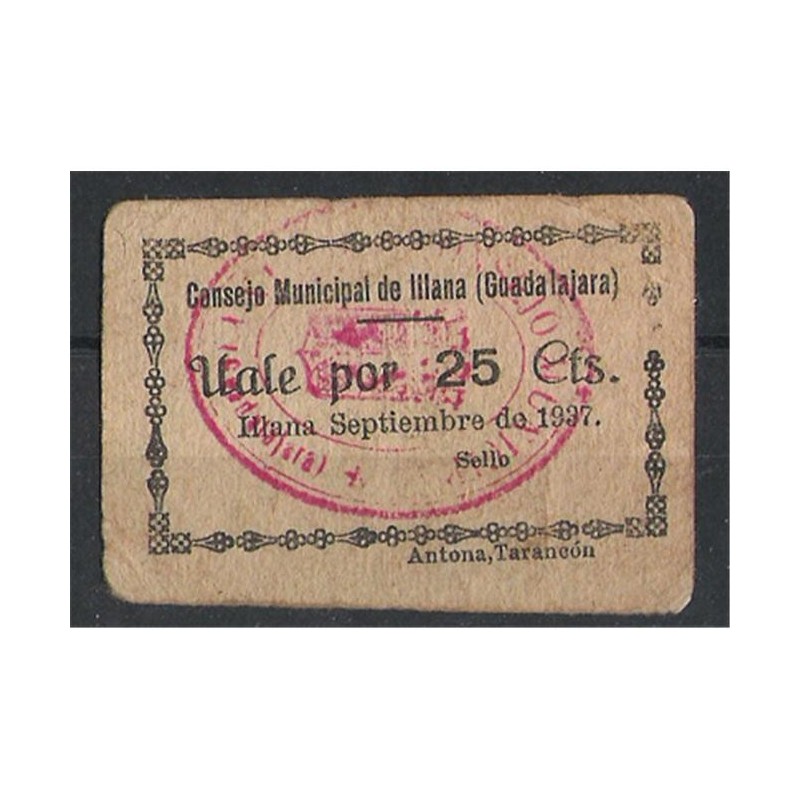 Consejo Municipal de Illana (Guadalajara)
Vale por 25 Cts.
Illana Septiembre de 1937.
Sello
Antona, Tarancón